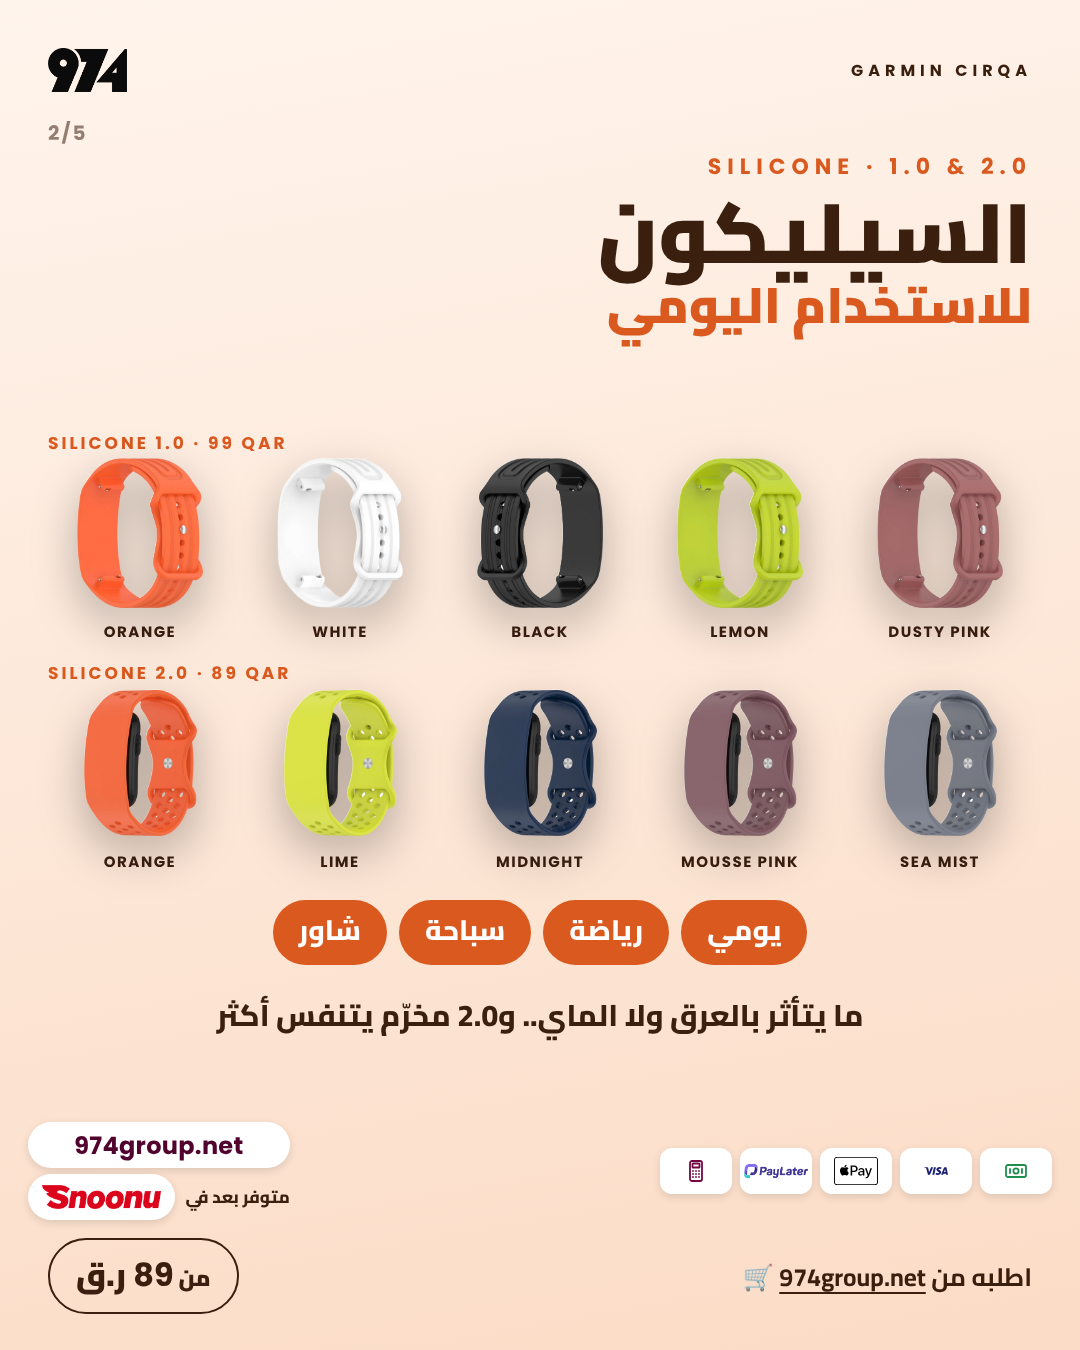 974
GARMIN CIRQA
2/5
SILICONE · 1.0 & 2.0
السيليكون
للاستخدام اليومي
SILICONE 1.0 · 99 QAR
ORANGE
WHITE
BLACK
LEMON
DUSTY PINK
SILICONE 2.0 · 89 QAR
ORANGE
LIME
MIDNIGHT
MOUSSE PINK
SEA MIST
يومي
رياضة
سباحة
شاور
ما يتأثر بالعرق ولا الماي.. و2.0 مخرّم يتنفس أكثر
974group.net
متوفر بعد في Snoonu
PayLater
Pay
VISA
من 89 ر.ق
اطلبه من 974group.net 🛒